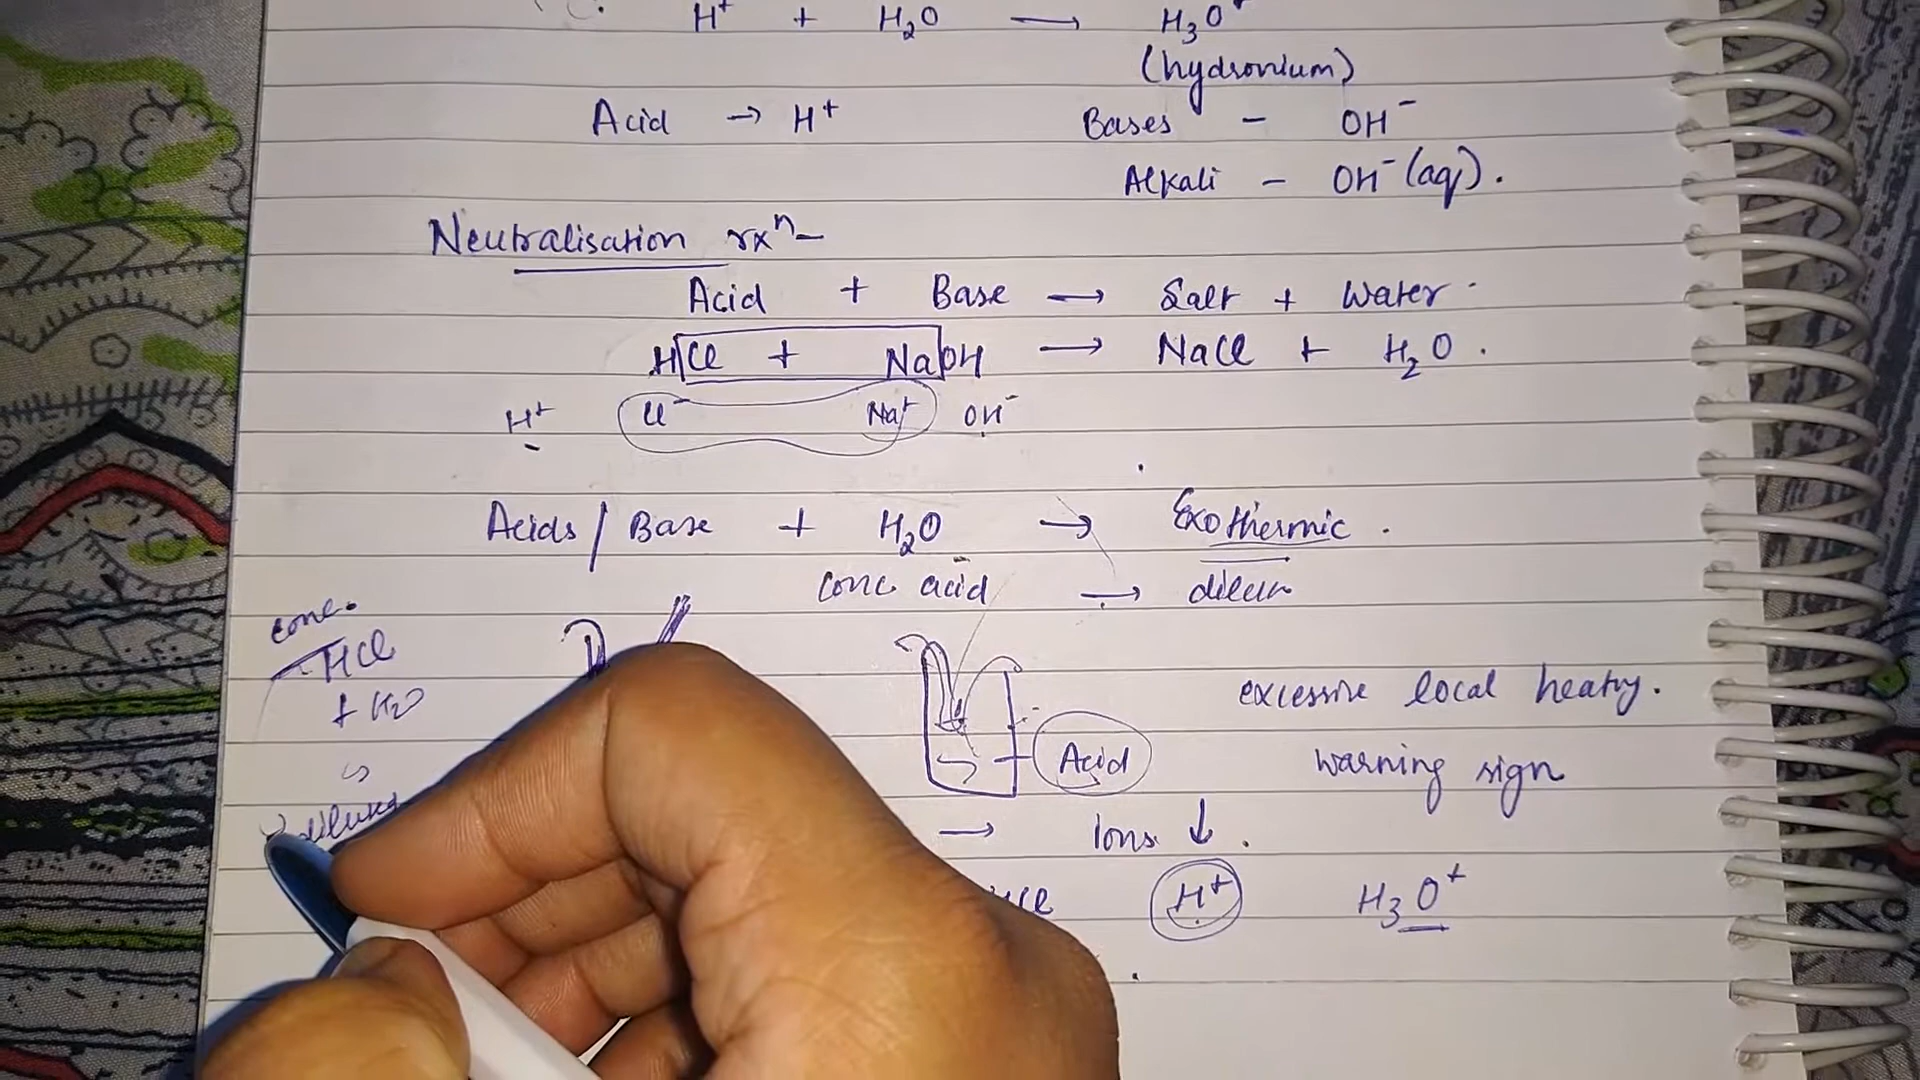 H⁺ + H₂O → H₃O⁺
(hydronium)
Acid → H⁺ Bases - OH⁻
Alkali - OH⁻(aq).
Neutralisation rxⁿ-
Acid + Base → Salt + Water.
HCl + NaOH → NaCl + H₂O.
H⁺ Cl⁻ Na⁺ OH⁻
Acids / Base + H₂O → Exothermic.
conc acid → dilute
conc.
HCl
+ H₂O
excessive local heating.
Acid
warning sign
→ Ions ↓.
H⁺ H₃O⁺